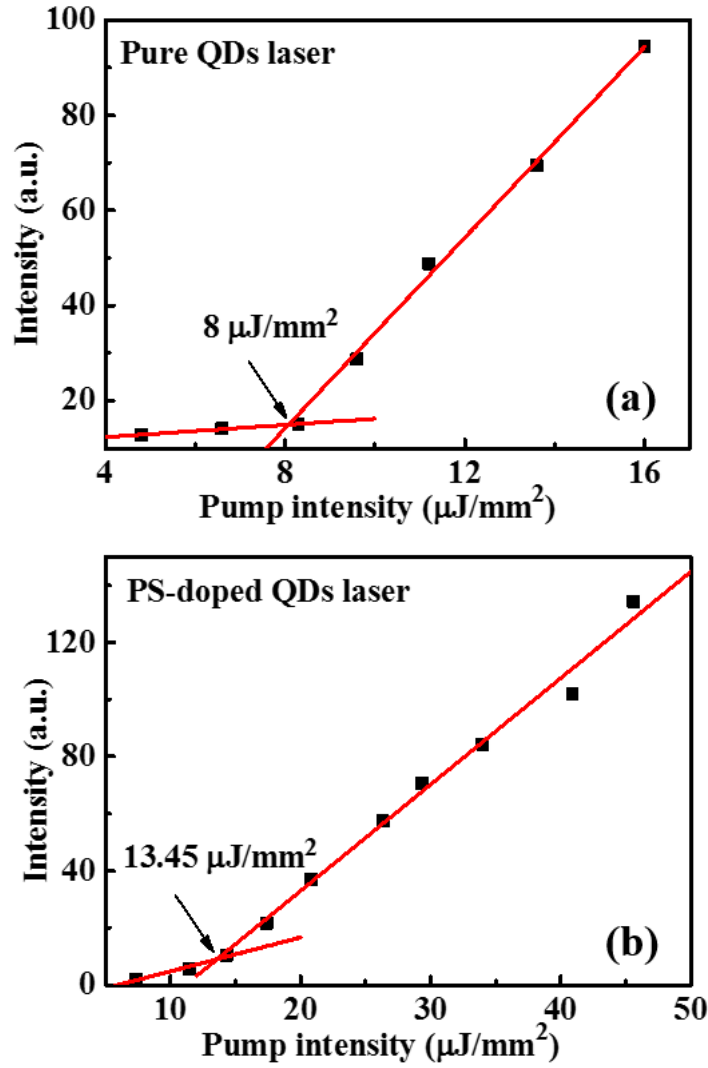 100
Pure QDs laser
80
60
40
20
Intensity (a.u.)
8 μJ/mm²
(a)
4 8 12 16
Pump intensity (μJ/mm²)
PS-doped QDs laser
120
80
40
0
Intensity (a.u.)
13.45 μJ/mm²
(b)
10 20 30 40 50
Pump intensity (μJ/mm²)